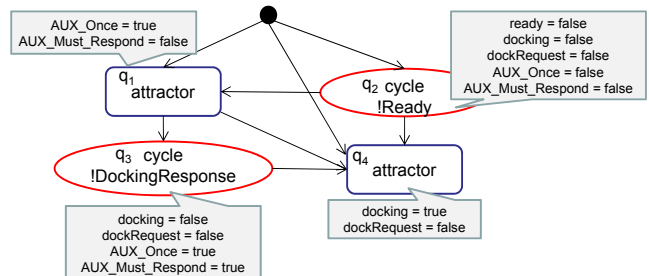 AUX_Once = true
AUX_Must_Respond = false
ready = false
docking = false
dockRequest = false
AUX_Once = false
AUX_Must_Respond = false
q1
attractor
q2 cycle
!Ready
q3 cycle
!DockingResponse
q4
attractor
docking = false
dockRequest = false
AUX_Once = true
AUX_Must_Respond = true
docking = true
dockRequest = false